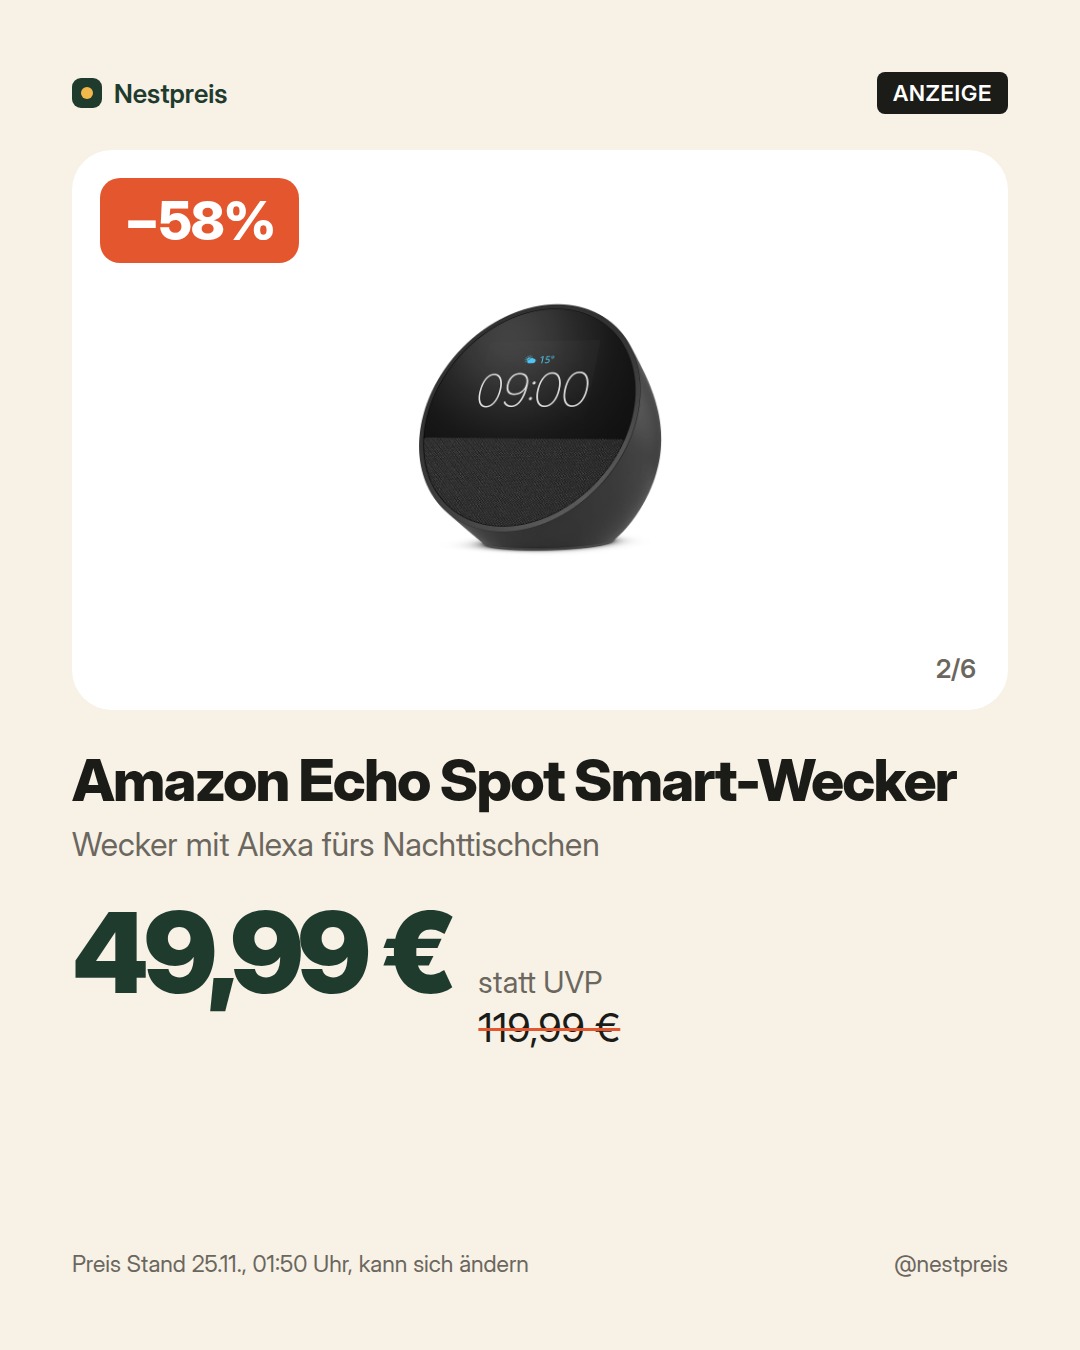 Nestpreis
ANZEIGE
–58%
15°
09:00
2/6
Amazon Echo Spot Smart-Wecker
Wecker mit Alexa fürs Nachttischchen
49,99 €
statt UVP
119,99 €
Preis Stand 25.11., 01:50 Uhr, kann sich ändern
@nestpreis